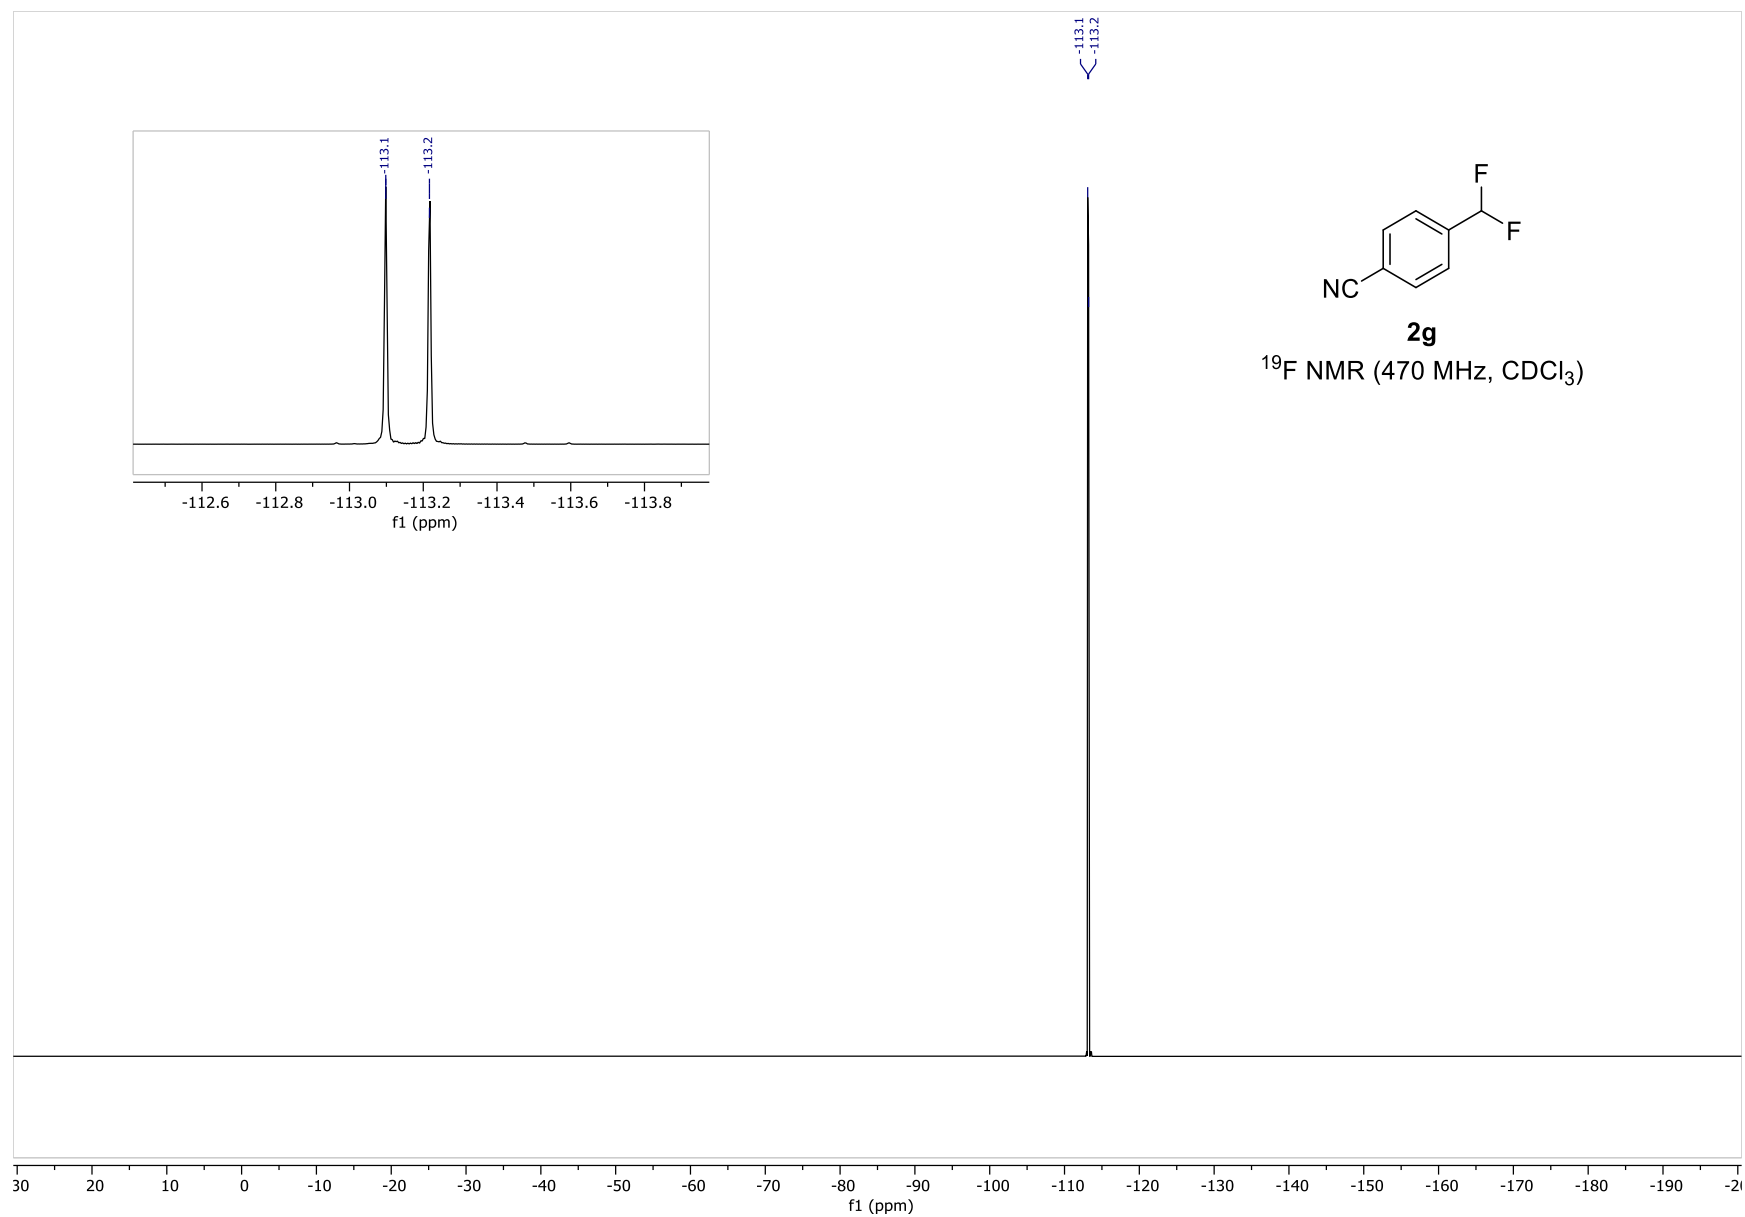 -113.1
-113.2
-113.1
-113.2
F
F
NC
2g
¹⁹F NMR (470 MHz, CDCl₃)
-112.6 -112.8 -113.0 -113.2 -113.4 -113.6 -113.8
f1 (ppm)
30 20 10 0 -10 -20 -30 -40 -50 -60 -70 -80 -90 -100 -110 -120 -130 -140 -150 -160 -170 -180 -190
f1 (ppm)